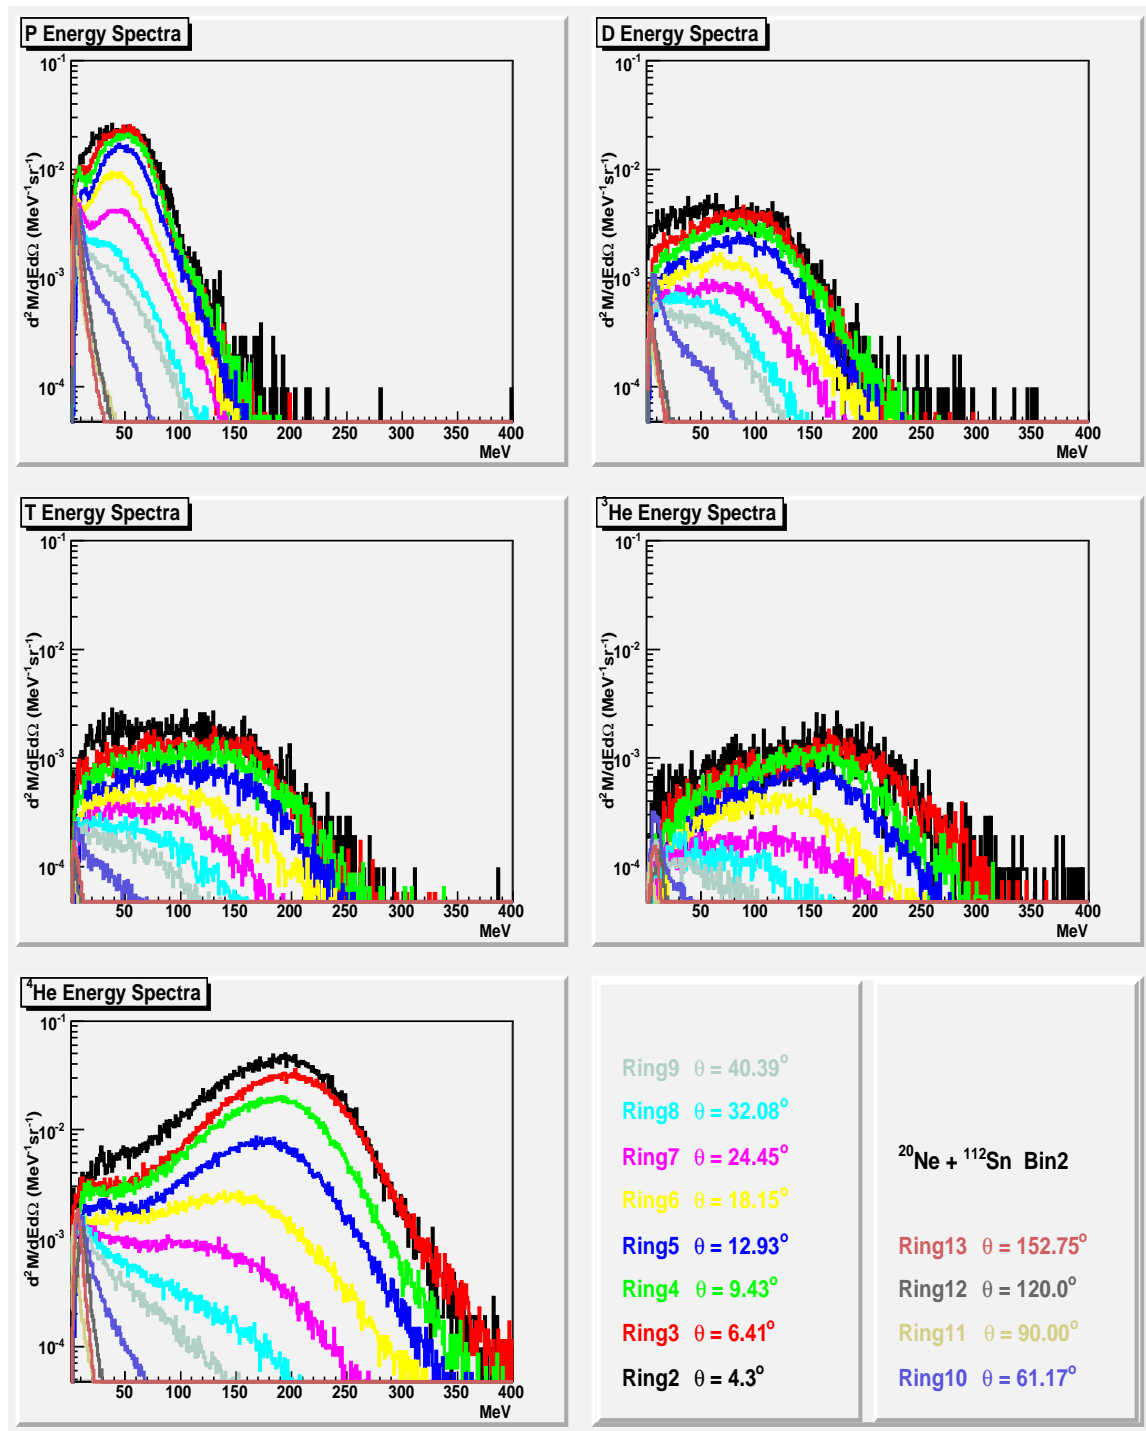 P Energy Spectra
d²M/dEdΩ (MeV⁻¹sr⁻¹)
10⁻¹
10⁻²
10⁻³
10⁻⁴
50 100 150 200 250 300 350 400
MeV
D Energy Spectra
d²M/dEdΩ (MeV⁻¹sr⁻¹)
10⁻¹
10⁻²
10⁻³
10⁻⁴
50 100 150 200 250 300 350 400
MeV
T Energy Spectra
d²M/dEdΩ (MeV⁻¹sr⁻¹)
10⁻¹
10⁻²
10⁻³
10⁻⁴
50 100 150 200 250 300 350 400
MeV
³He Energy Spectra
d²M/dEdΩ (MeV⁻¹sr⁻¹)
10⁻¹
10⁻²
10⁻³
10⁻⁴
50 100 150 200 250 300 350 400
MeV
⁴He Energy Spectra
d²M/dEdΩ (MeV⁻¹sr⁻¹)
10⁻¹
10⁻²
10⁻³
10⁻⁴
50 100 150 200 250 300 350 400
MeV
Ring9 θ = 40.39°
Ring8 θ = 32.08°
Ring7 θ = 24.45°
Ring6 θ = 18.15°
Ring5 θ = 12.93°
Ring4 θ = 9.43°
Ring3 θ = 6.41°
Ring2 θ = 4.3°
²⁰Ne + ¹¹²Sn Bin2
Ring13 θ = 152.75°
Ring12 θ = 120.0°
Ring11 θ = 90.00°
Ring10 θ = 61.17°